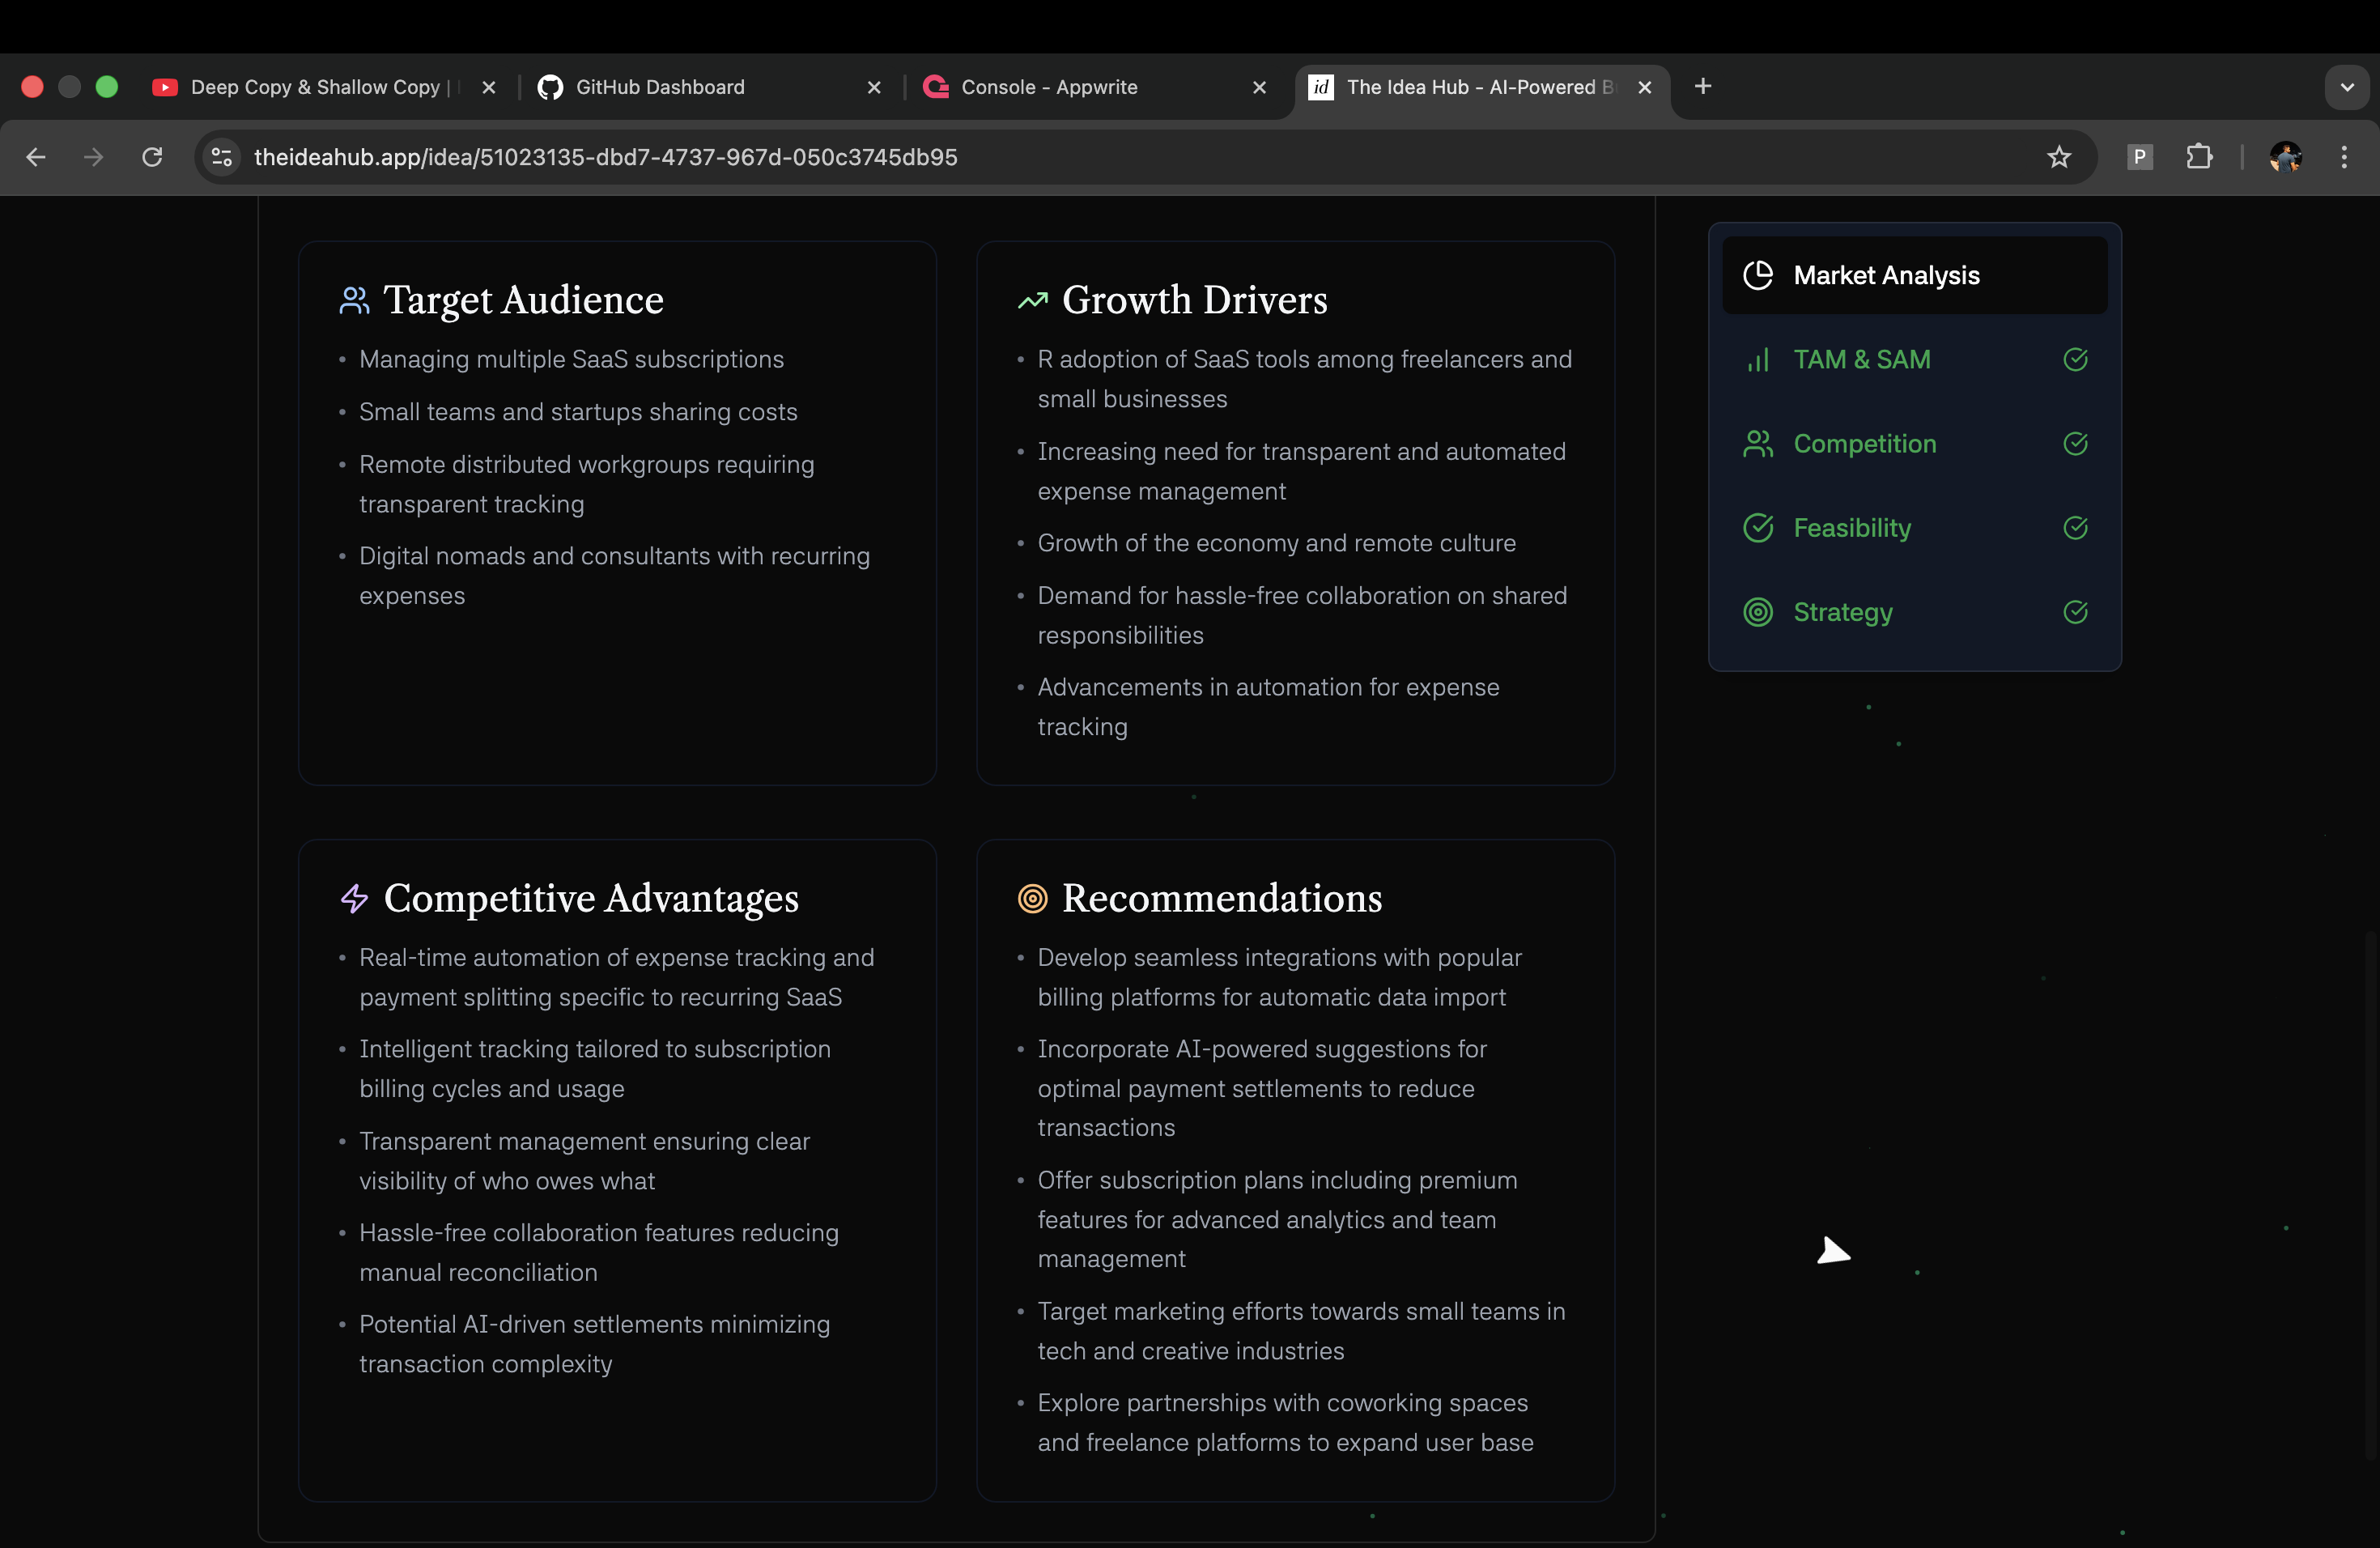 Deep Copy & Shallow Copy |
GitHub Dashboard
Console - Appwrite
id
The Idea Hub - AI-Powered B
theideahub.app/idea/51023135-dbd7-4737-967d-050c3745db95
P
Target Audience
• Managing multiple SaaS subscriptions
• Small teams and startups sharing costs
• Remote distributed workgroups requiring
transparent tracking
• Digital nomads and consultants with recurring
expenses
Growth Drivers
• R adoption of SaaS tools among freelancers and
small businesses
• Increasing need for transparent and automated
expense management
• Growth of the economy and remote culture
• Demand for hassle-free collaboration on shared
responsibilities
• Advancements in automation for expense
tracking
Competitive Advantages
• Real-time automation of expense tracking and
payment splitting specific to recurring SaaS
• Intelligent tracking tailored to subscription
billing cycles and usage
• Transparent management ensuring clear
visibility of who owes what
• Hassle-free collaboration features reducing
manual reconciliation
• Potential AI-driven settlements minimizing
transaction complexity
Recommendations
• Develop seamless integrations with popular
billing platforms for automatic data import
• Incorporate AI-powered suggestions for
optimal payment settlements to reduce
transactions
• Offer subscription plans including premium
features for advanced analytics and team
management
• Target marketing efforts towards small teams in
tech and creative industries
• Explore partnerships with coworking spaces
and freelance platforms to expand user base
Market Analysis
TAM & SAM
Competition
Feasibility
Strategy